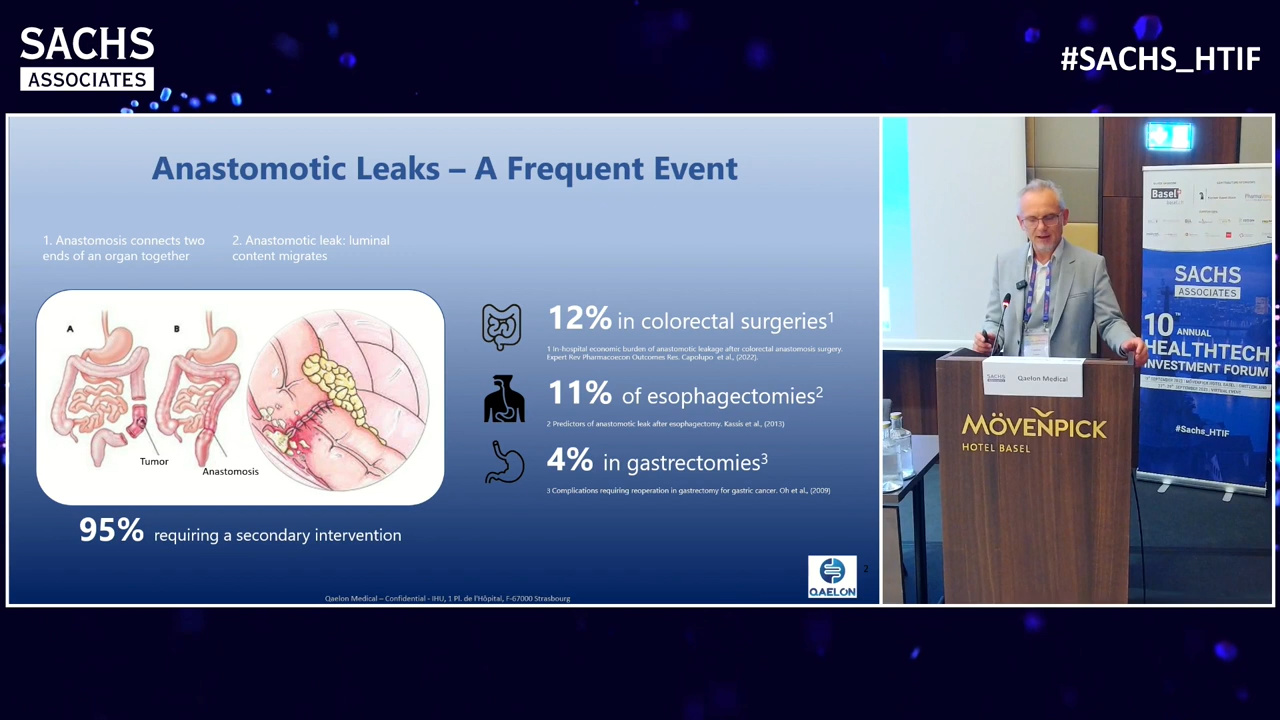 SACHS
ASSOCIATES
#SACHS_HTIF
Anastomotic Leaks – A Frequent Event
1. Anastomosis connects two
ends of an organ together
2. Anastomotic leak: luminal
content migrates
A
B
Tumor
Anastomosis
95% requiring a secondary intervention
12% in colorectal surgeries1
1 In-hospital economic burden of anastomotic leakage after colorectal anastomosis surgery.
Expert Rev Pharmacoecon Outcomes Res. Capolupo et al., (2022).
11% of esophagectomies2
2 Predictors of anastomotic leak after esophagectomy. Kassis et al., (2013)
4% in gastrectomies3
3 Complications requiring reoperation in gastrectomy for gastric cancer. Oh et al., (2009)
QAELON
2
Qaelon Medical – Confidential - IHU, 1 Pl. de l'Hôpital, F-67000 Strasbourg
SACHS
Qaelon Medical
MÖVENPICK
HOTEL BASEL
Basel
SACHS
ASSOCIATES
10TH ANNUAL
HEALTHTECH
INVESTMENT FORUM
#Sachs_HTIF